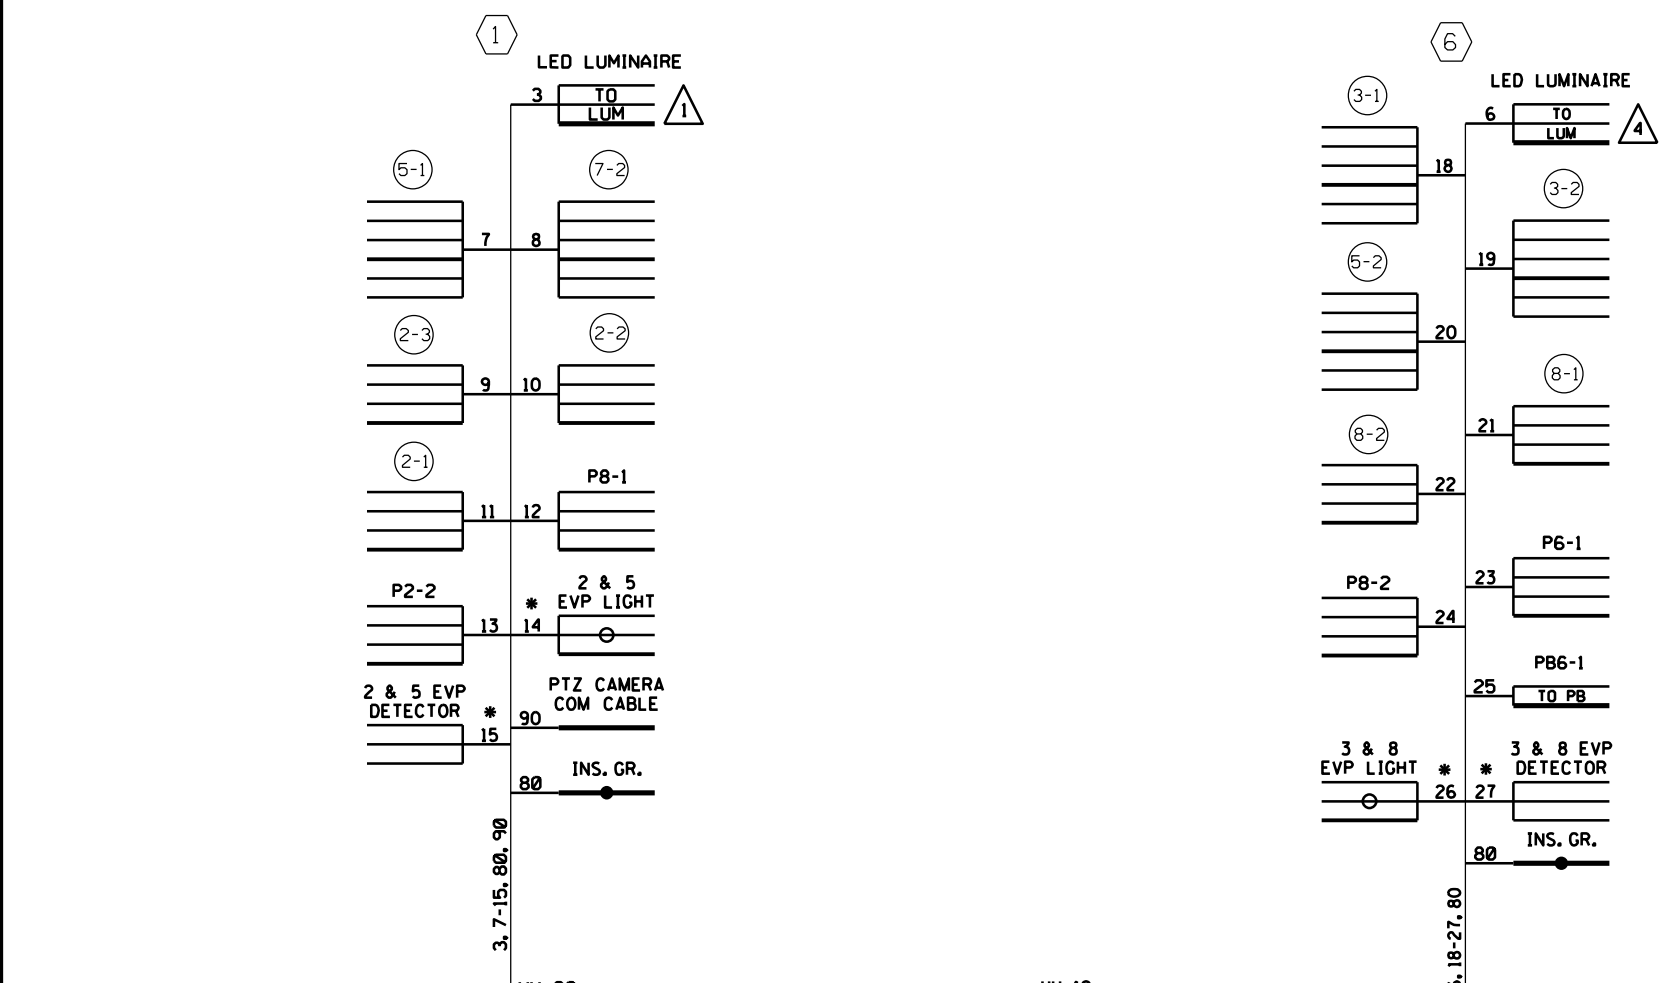 1
LED LUMINAIRE
3
TO
LUM
1
5-1
7-2
7
8
2-3
2-2
9
10
2-1
P8-1
11
12
P2-2
2 & 5
EVP LIGHT
*
13
14
2 & 5 EVP
DETECTOR
*
15
PTZ CAMERA
COM CABLE
90
INS. GR.
80
3, 7-15, 80, 90
6
LED LUMINAIRE
6
TO
LUM
4
3-1
18
3-2
19
5-2
20
8-1
21
8-2
22
P6-1
23
P8-2
24
PB6-1
25
TO PB
3 & 8
EVP LIGHT
*
26
3 & 8 EVP
DETECTOR
*
27
INS. GR.
80
, 18-27, 80